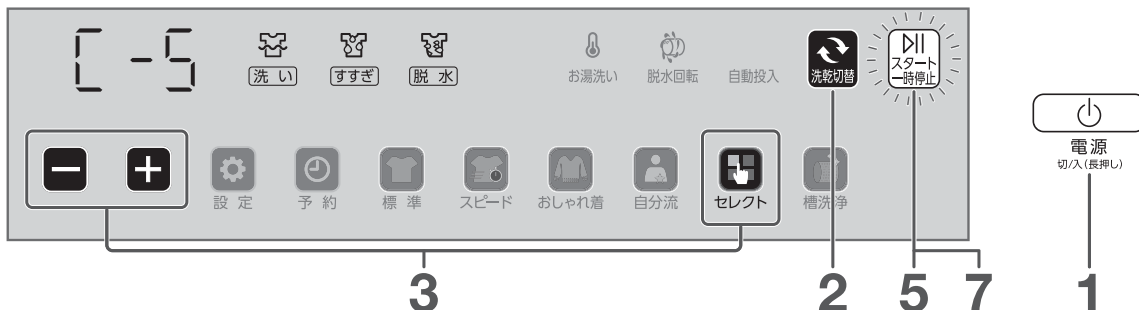 C-5
洗い
すすぎ
脱水
お湯洗い
脱水回転
自動投入
洗乾切替
スタート
一時停止
電源
切/入(長押し)
設定
予約
標準
スピード
おしゃれ着
自分流
セレクト
槽洗浄
3
2
5
7
1